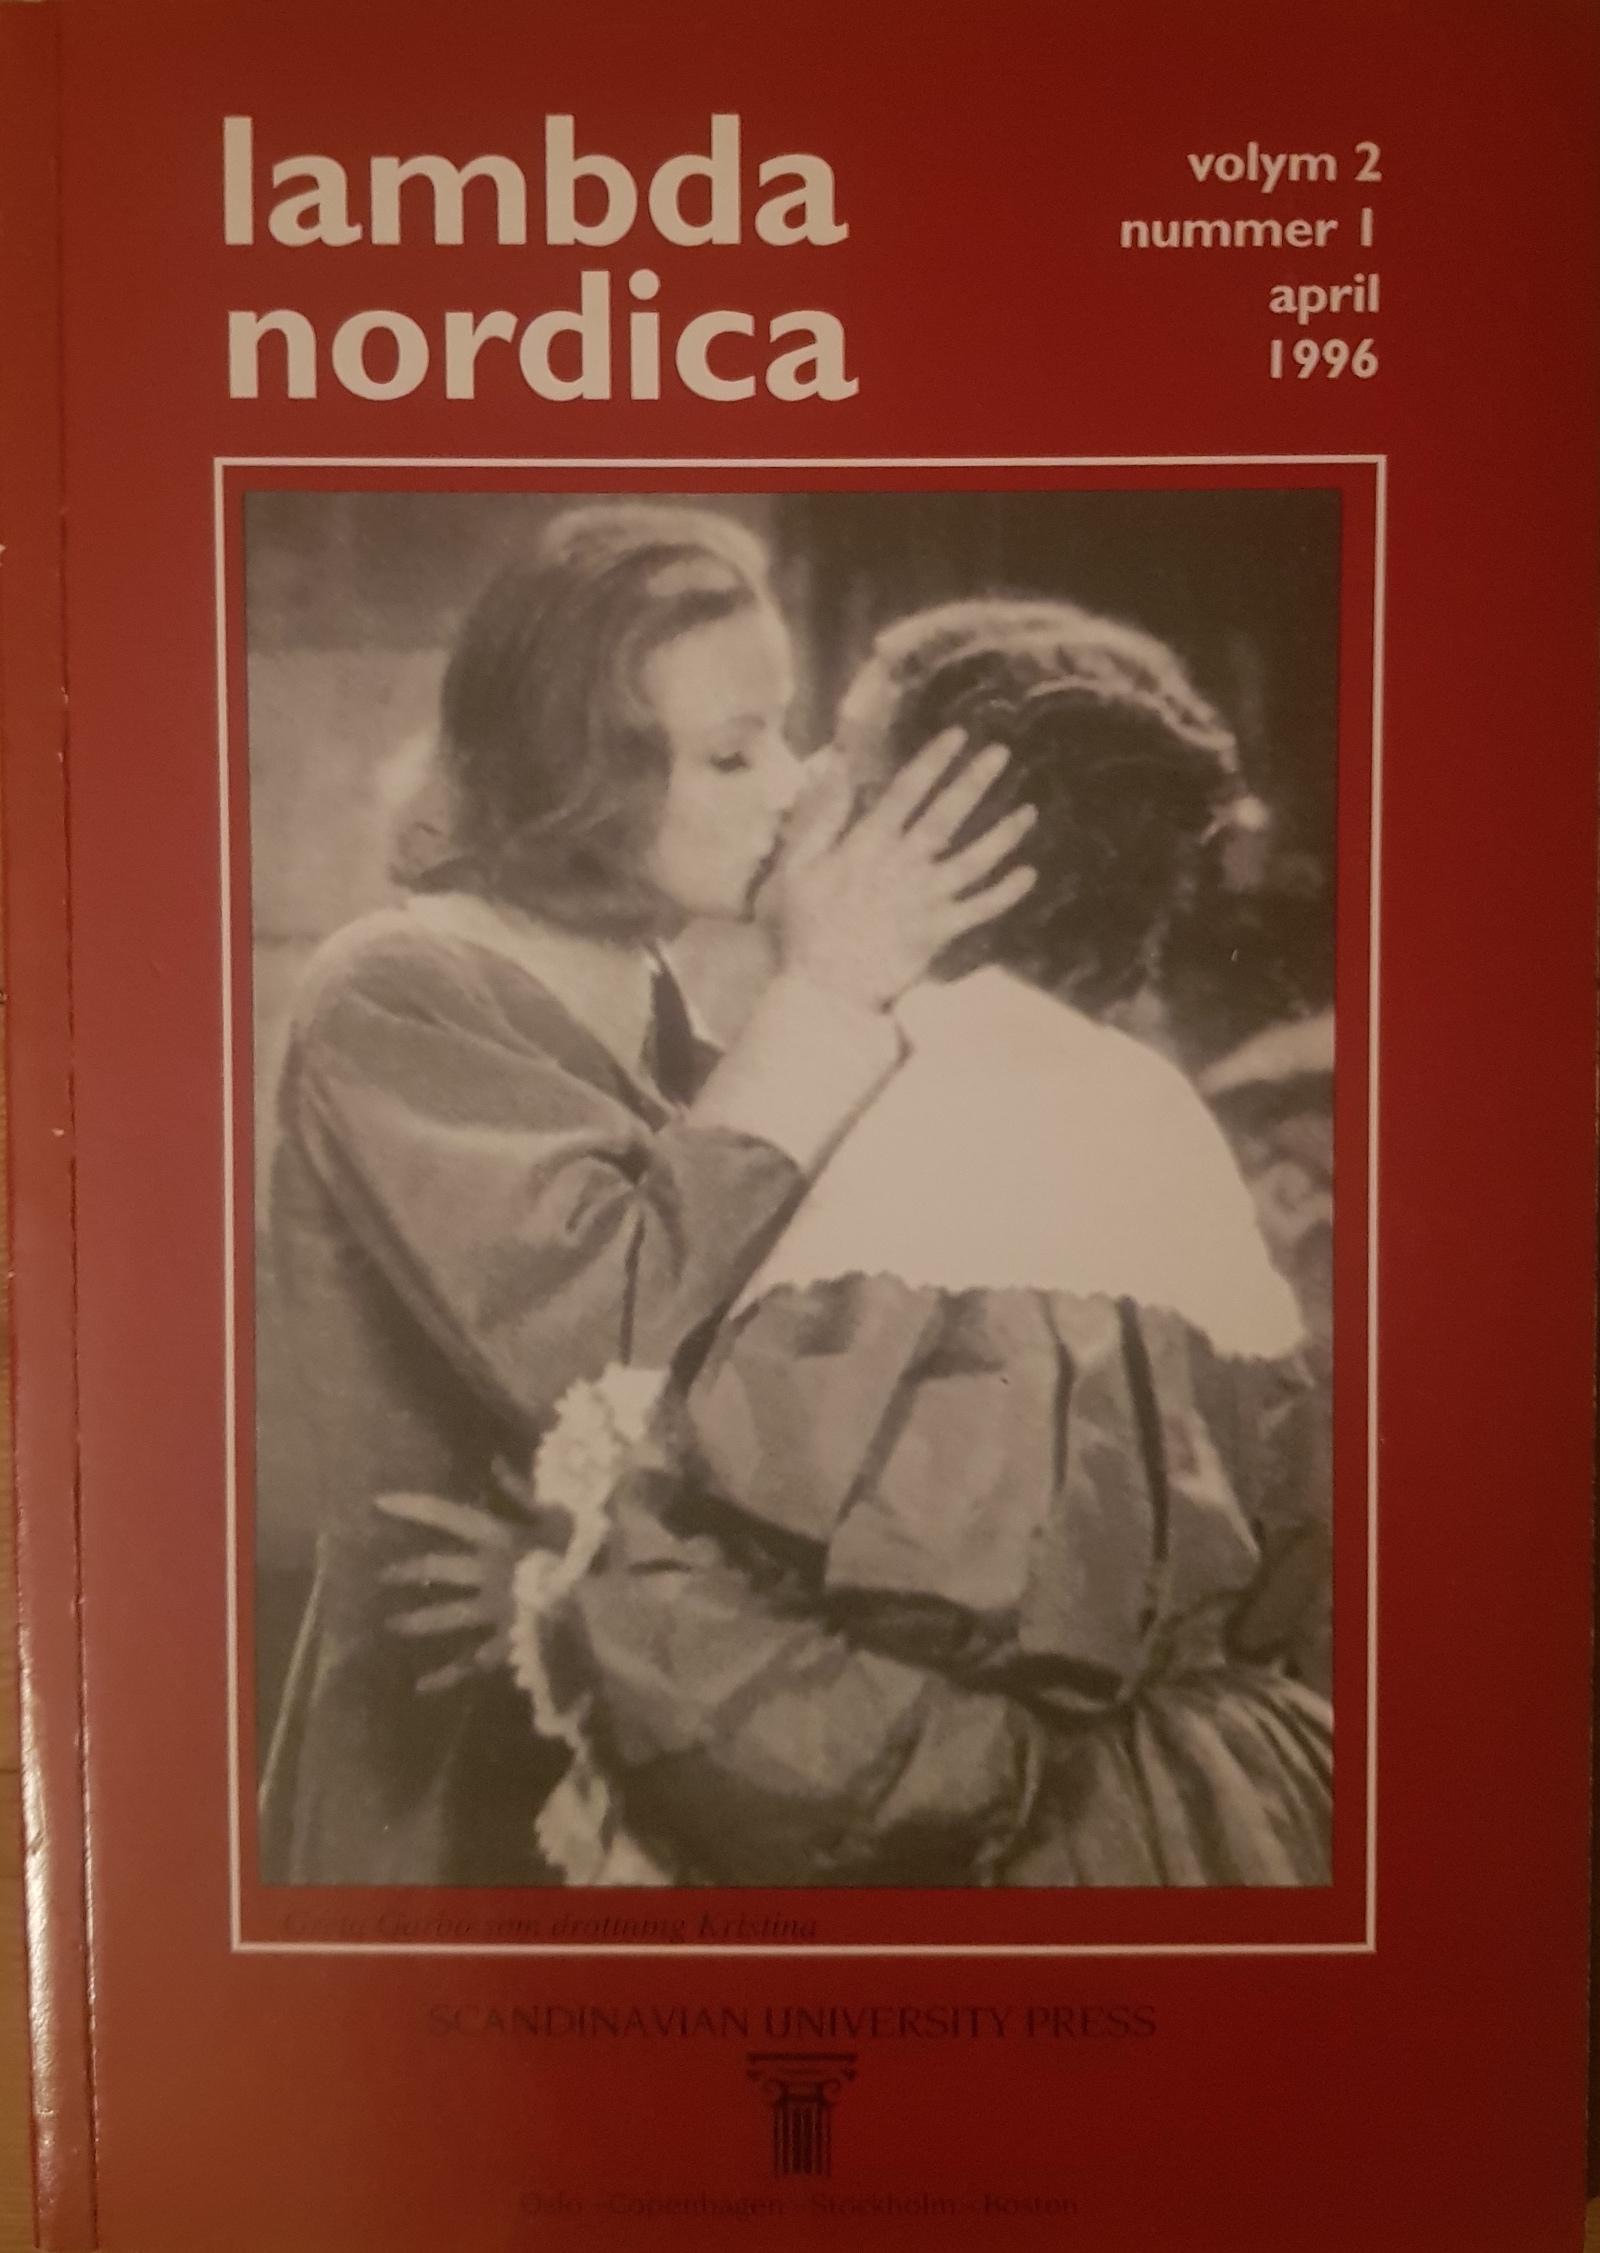 lambda
nordica
volym 2
nummer 1
april
1996
Greta Garbo som drottning Kristina
SCANDINAVIAN UNIVERSITY PRESS
Oslo - Copenhagen - Stockholm - Boston